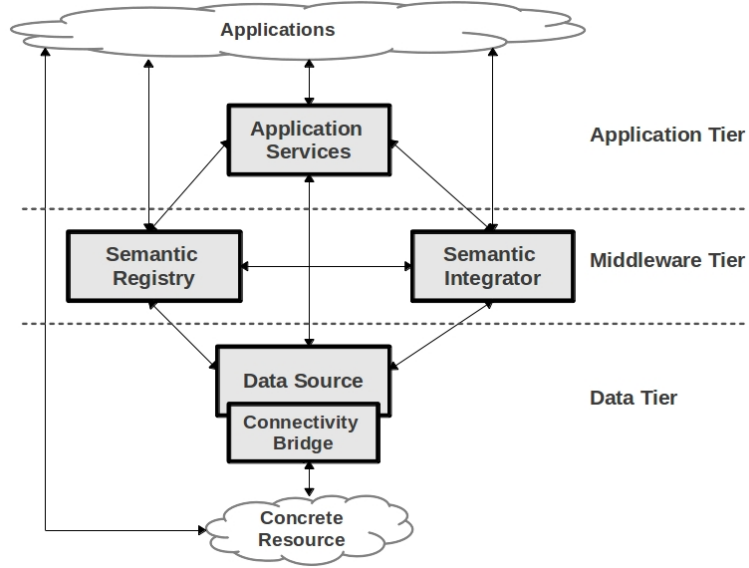 Applications
Application
Services
Application Tier
Semantic
Registry
Semantic
Integrator
Middleware Tier
Data Source
Connectivity
Bridge
Data Tier
Concrete
Resource